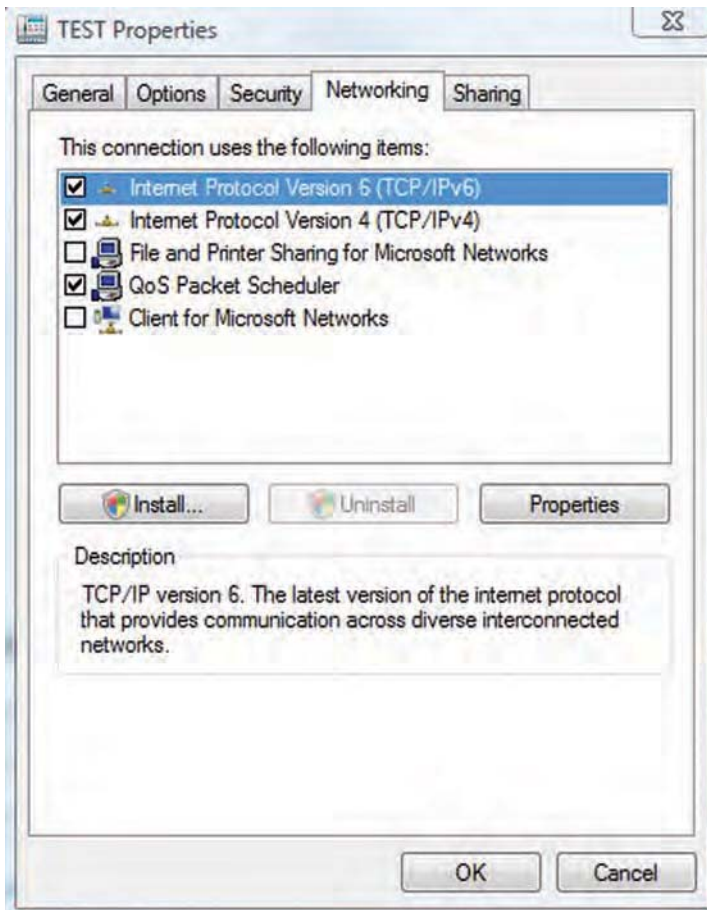 TEST Properties
General Options Security Networking Sharing
This connection uses the following items:
Internet Protocol Version 6 (TCP/IPv6)
Internet Protocol Version 4 (TCP/IPv4)
File and Printer Sharing for Microsoft Networks
QoS Packet Scheduler
Client for Microsoft Networks
Install... Uninstall Properties
Description
TCP/IP version 6. The latest version of the internet protocol
that provides communication across diverse interconnected
networks.
OK Cancel